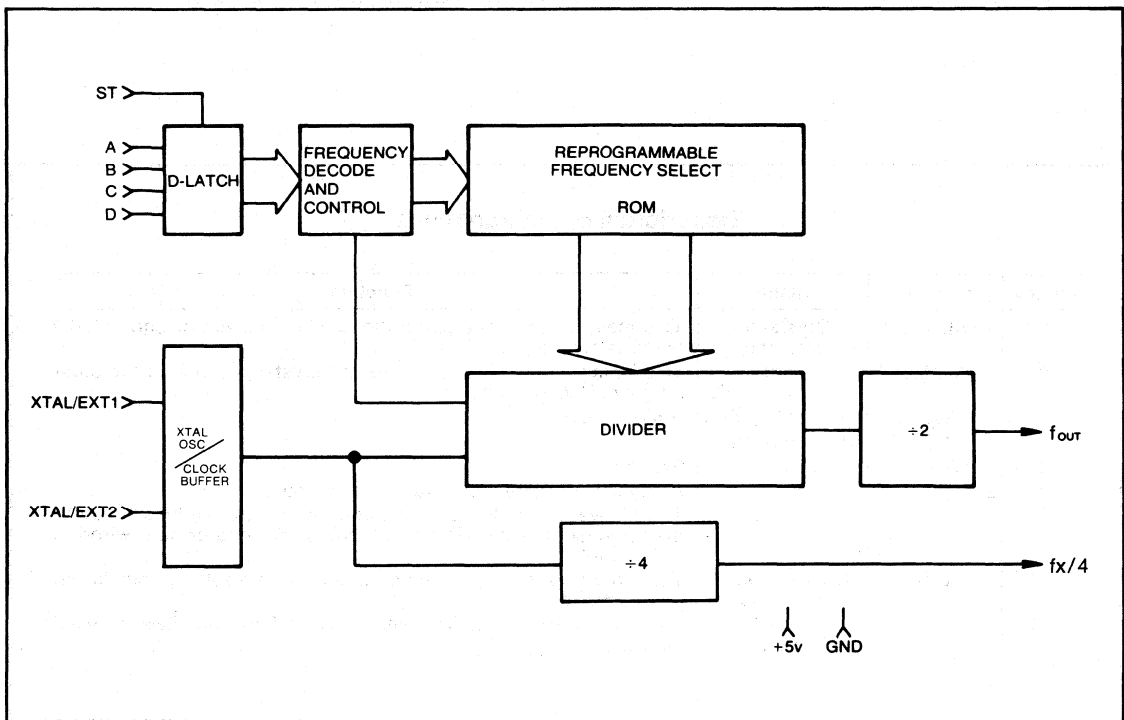 ST
A
B
C
D
D-LATCH
FREQUENCY
DECODE
AND
CONTROL
REPROGRAMMABLE
FREQUENCY SELECT
ROM
XTAL/EXT1
XTAL/EXT2
XTAL
OSC
CLOCK
BUFFER
DIVIDER
÷2
fOUT
÷4
fx/4
+5v
GND